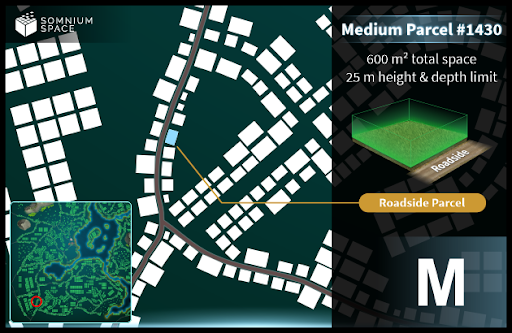 SOMNIUM
SPACE
Medium Parcel #1430
600 m² total space
25 m height & depth limit
Roadside
Roadside Parcel
M